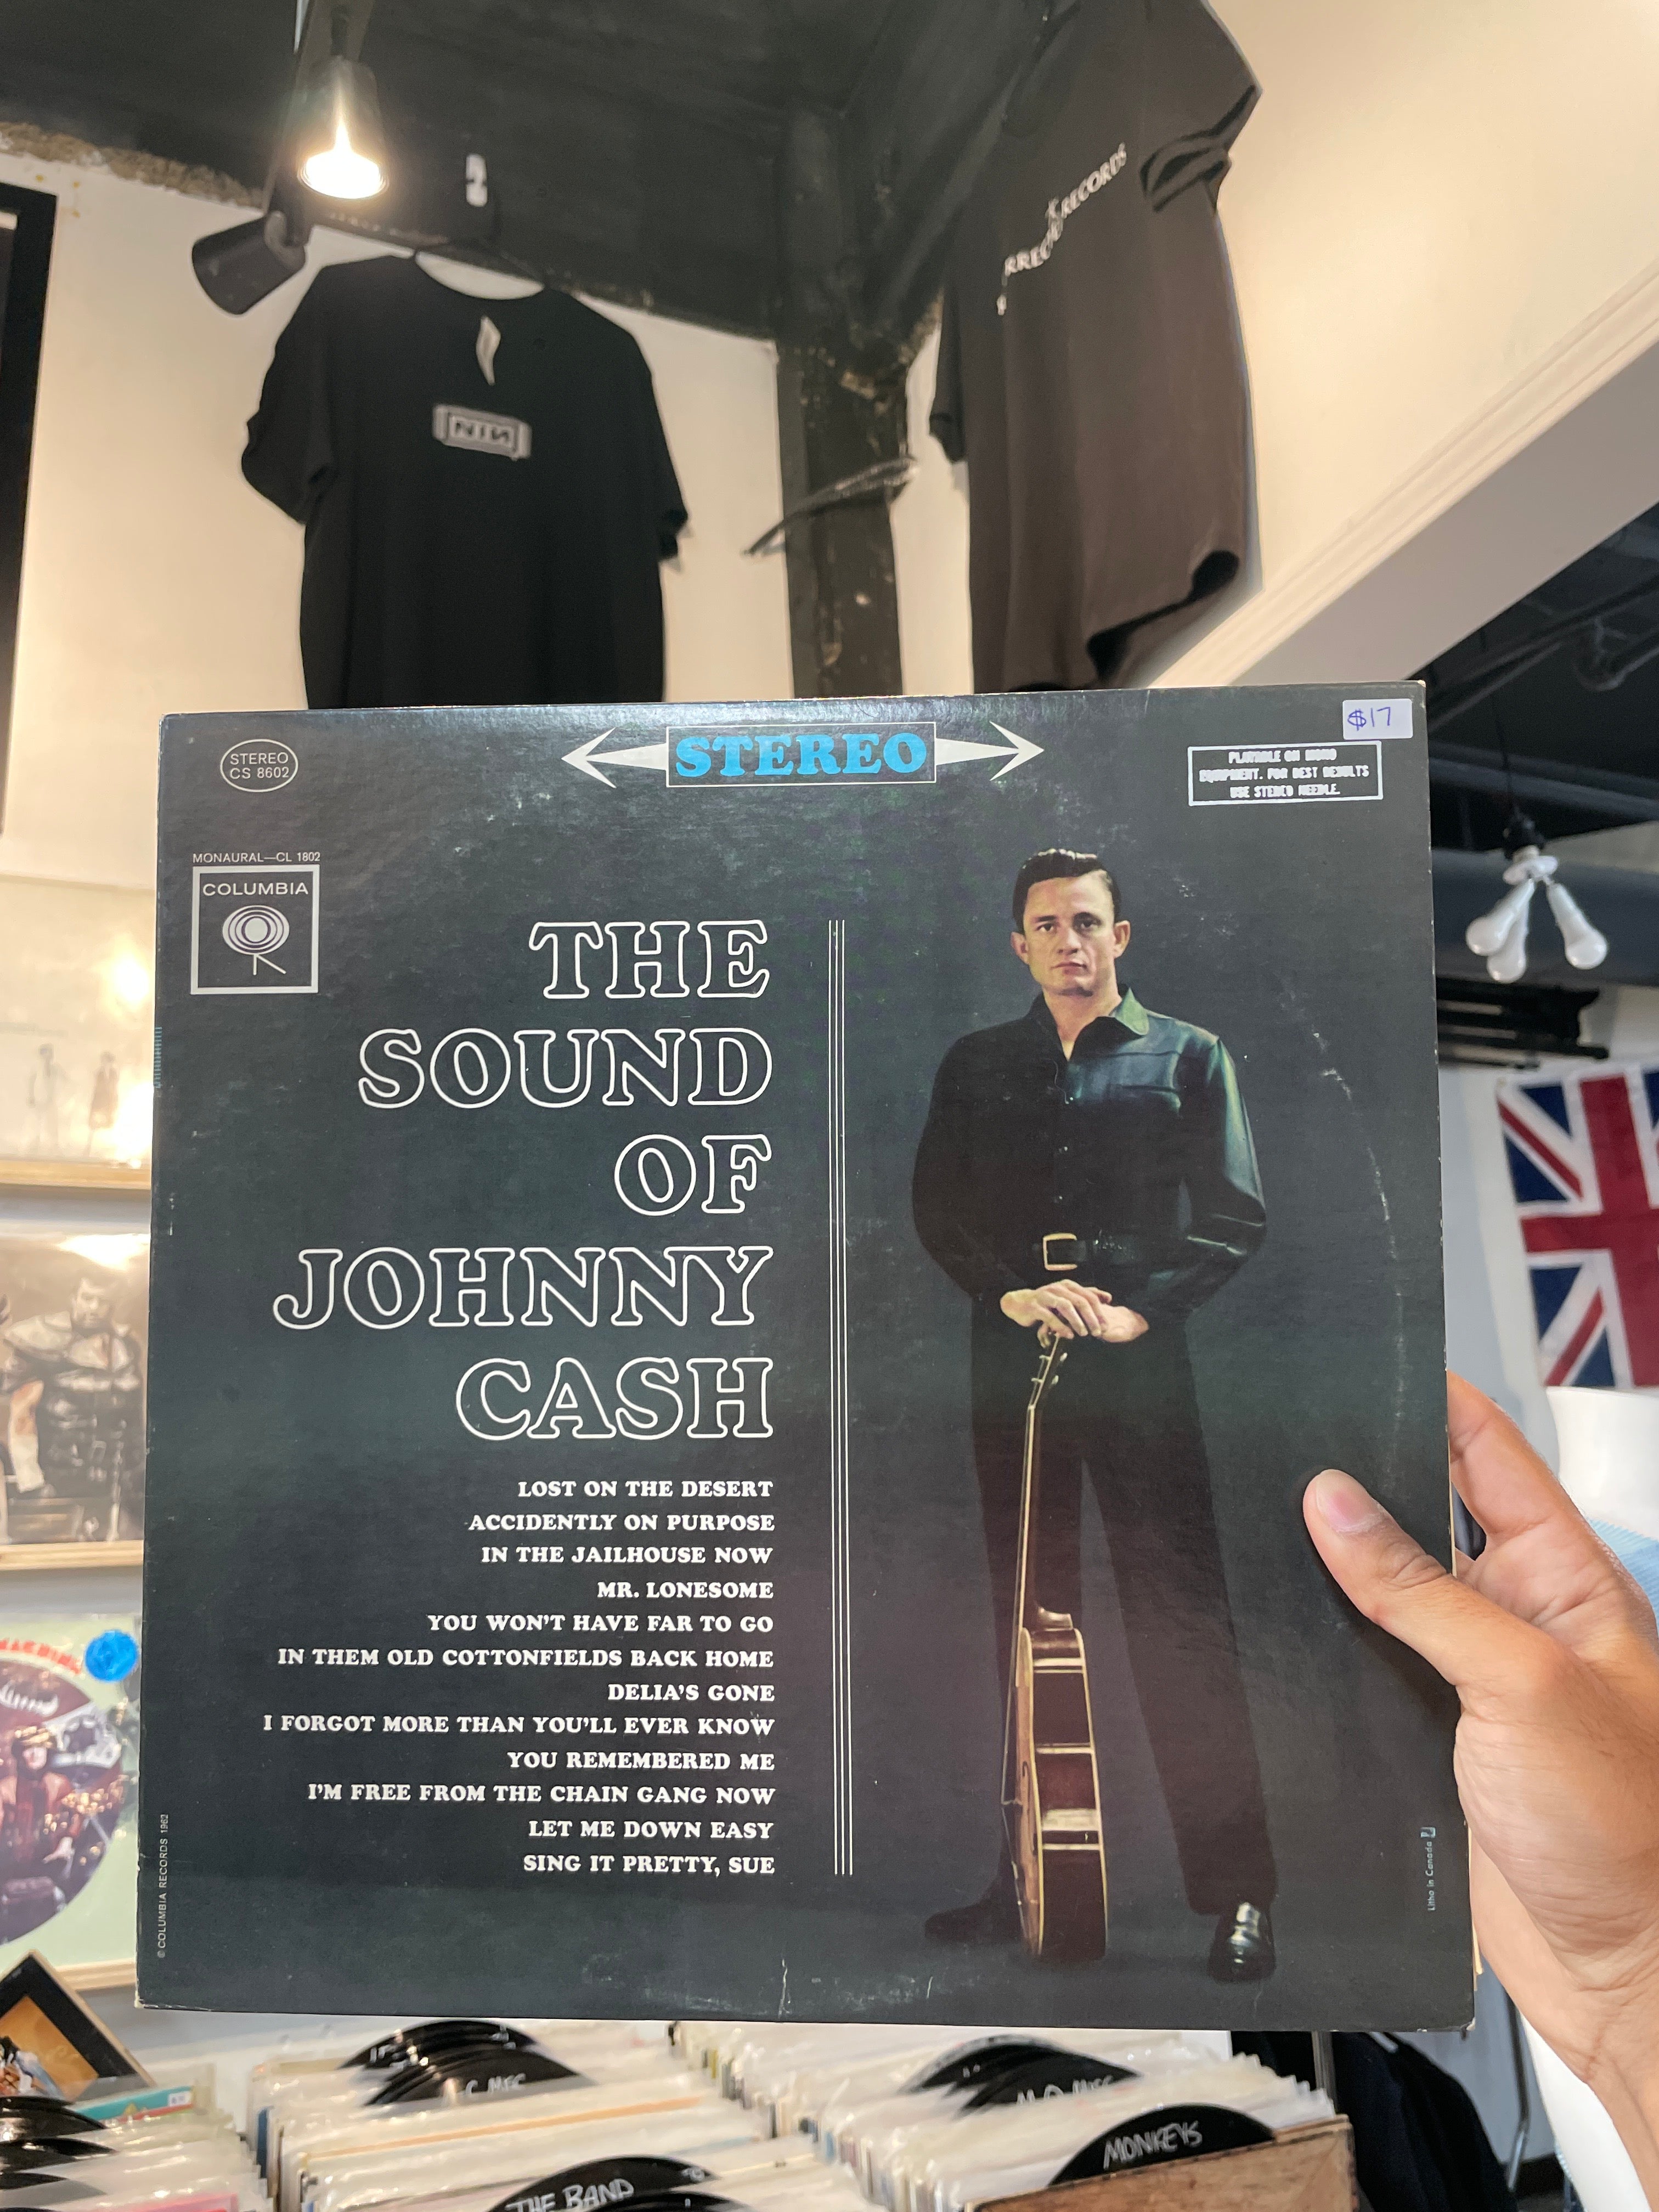 NIN
RECORDS
$17
STEREO
CS 8602
STEREO
PLAYABLE ON MONO
EQUIPMENT. FOR BEST RESULTS
USE STEREO NEEDLE.
MONAURAL—CL 1802
COLUMBIA
THE
SOUND
OF
JOHNNY
CASH
LOST ON THE DESERT
ACCIDENTLY ON PURPOSE
IN THE JAILHOUSE NOW
MR. LONESOME
YOU WON'T HAVE FAR TO GO
IN THEM OLD COTTONFIELDS BACK HOME
DELIA'S GONE
I FORGOT MORE THAN YOU'LL EVER KNOW
YOU REMEMBERED ME
I'M FREE FROM THE CHAIN GANG NOW
LET ME DOWN EASY
SING IT PRETTY, SUE
© COLUMBIA RECORDS 1962
Litho in Canada
MONKEYS
THE BAND